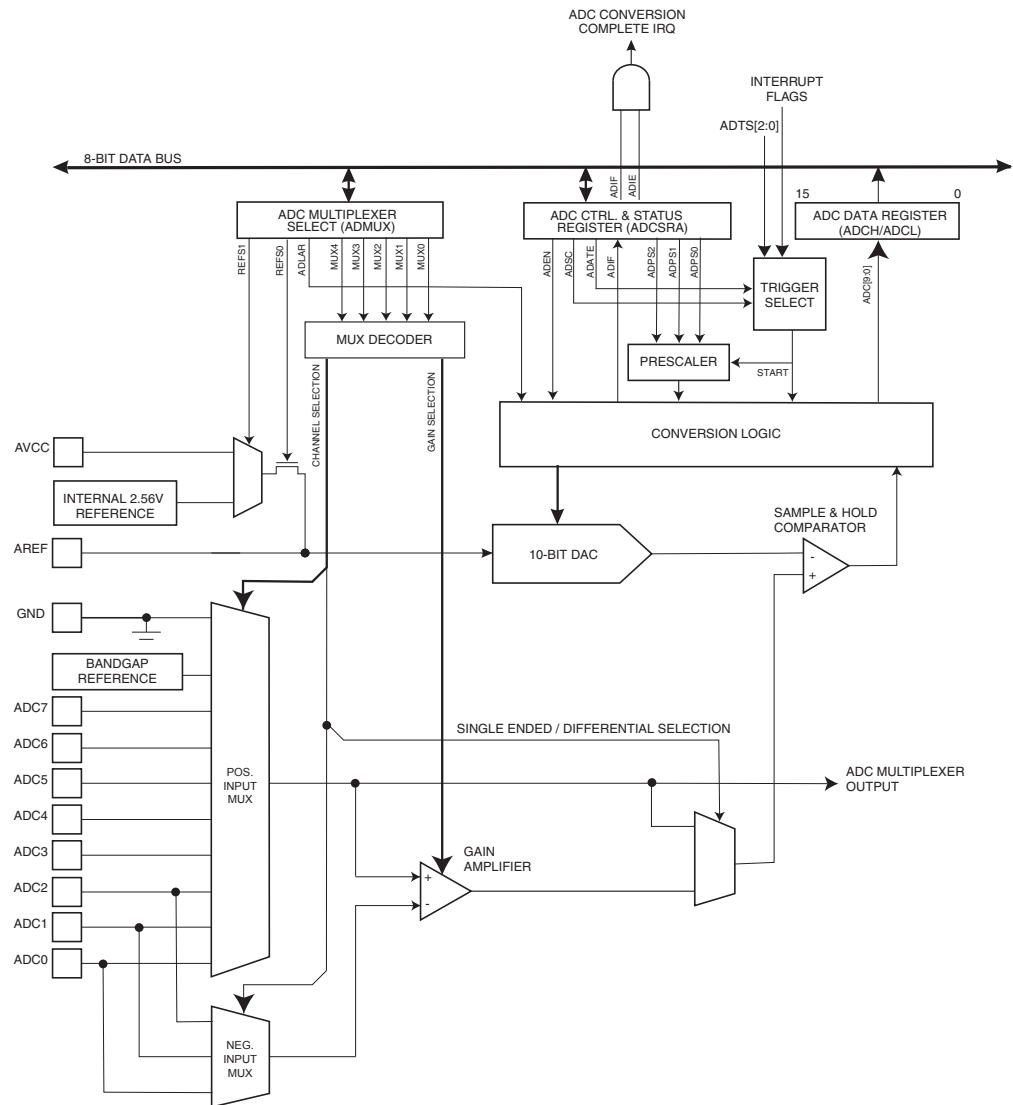 ADC CONVERSION
COMPLETE IRQ
INTERRUPT
FLAGS
ADTS[2:0]
8-BIT DATA BUS
ADIF
ADIE
15
0
ADC MULTIPLEXER
SELECT (ADMUX)
ADC CTRL. & STATUS
REGISTER (ADCSRA)
ADC DATA REGISTER
(ADCH/ADCL)
REFS1
REFS0
ADLAR
MUX4
MUX3
MUX2
MUX1
MUX0
ADEN
ADSC
ADATE
ADIF
ADPS2
ADPS1
ADPS0
TRIGGER
SELECT
ADC[9:0]
MUX DECODER
PRESCALER
START
CHANNEL SELECTION
GAIN SELECTION
CONVERSION LOGIC
AVCC
INTERNAL 2.56V
REFERENCE
SAMPLE & HOLD
COMPARATOR
AREF
10-BIT DAC
-
+
GND
BANDGAP
REFERENCE
ADC7
ADC6
ADC5
ADC4
ADC3
ADC2
ADC1
ADC0
POS.
INPUT
MUX
SINGLE ENDED / DIFFERENTIAL SELECTION
ADC MULTIPLEXER
OUTPUT
GAIN
AMPLIFIER
+
-
NEG.
INPUT
MUX